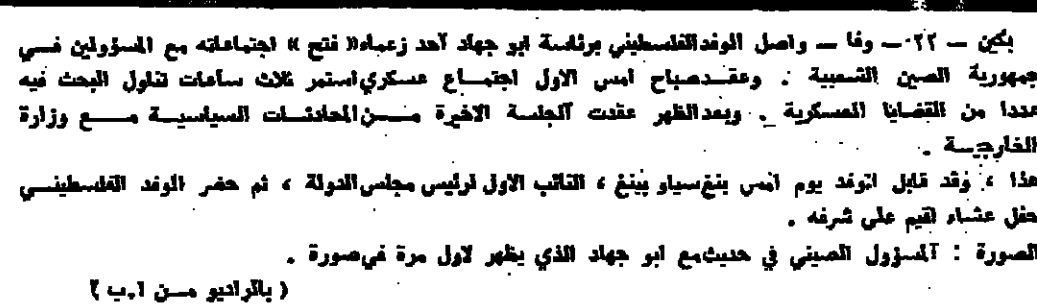 بكين — ٢٢٠ — وفا — واصل الوفد الفلسطيني برئاسة ابو جهاد احد زعماء «فتح» اجتماعاته مع المسؤولين فسي
جمهورية الصين الشعبية . وعقد صباح امس الاول اجتماع عسكري استمر ثلاث ساعات تناول البحث فيه
عددا من القضايا العسكرية . وبعد الظهر عقدت الجلسة الاخيرة من المحادثات السياسية مع وزارة
الخارجية .
هذا ، وقد قابل الوفد يوم امس بنغ سياو بينغ ، النائب الاول لرئيس مجلس الدولة ، ثم حضر الوفد الفلسطيني
حفل عشاء اقيم على شرفه .
الصورة : المسؤول الصيني في حديث مع ابو جهاد الذي يظهر لاول مرة في صورة .
( بالراديو من ا.ب )